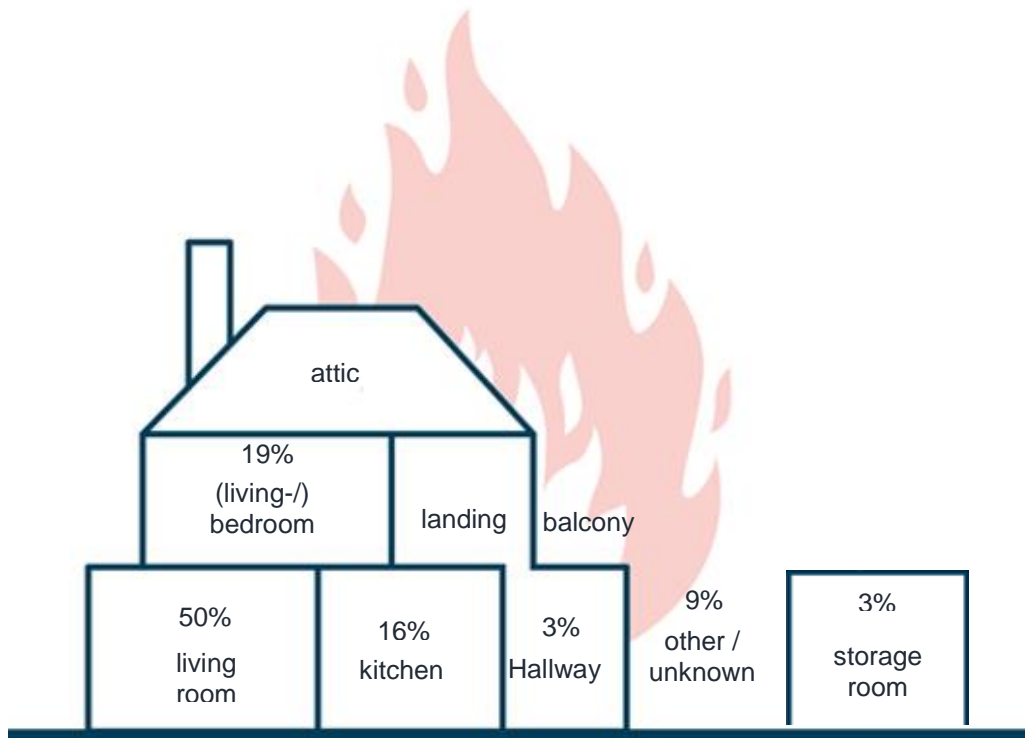 attic
19%
(living-/)
bedroom
landing
balcony
50%
living
room
16%
kitchen
3%
Hallway
9%
other /
unknown
3%
storage
room